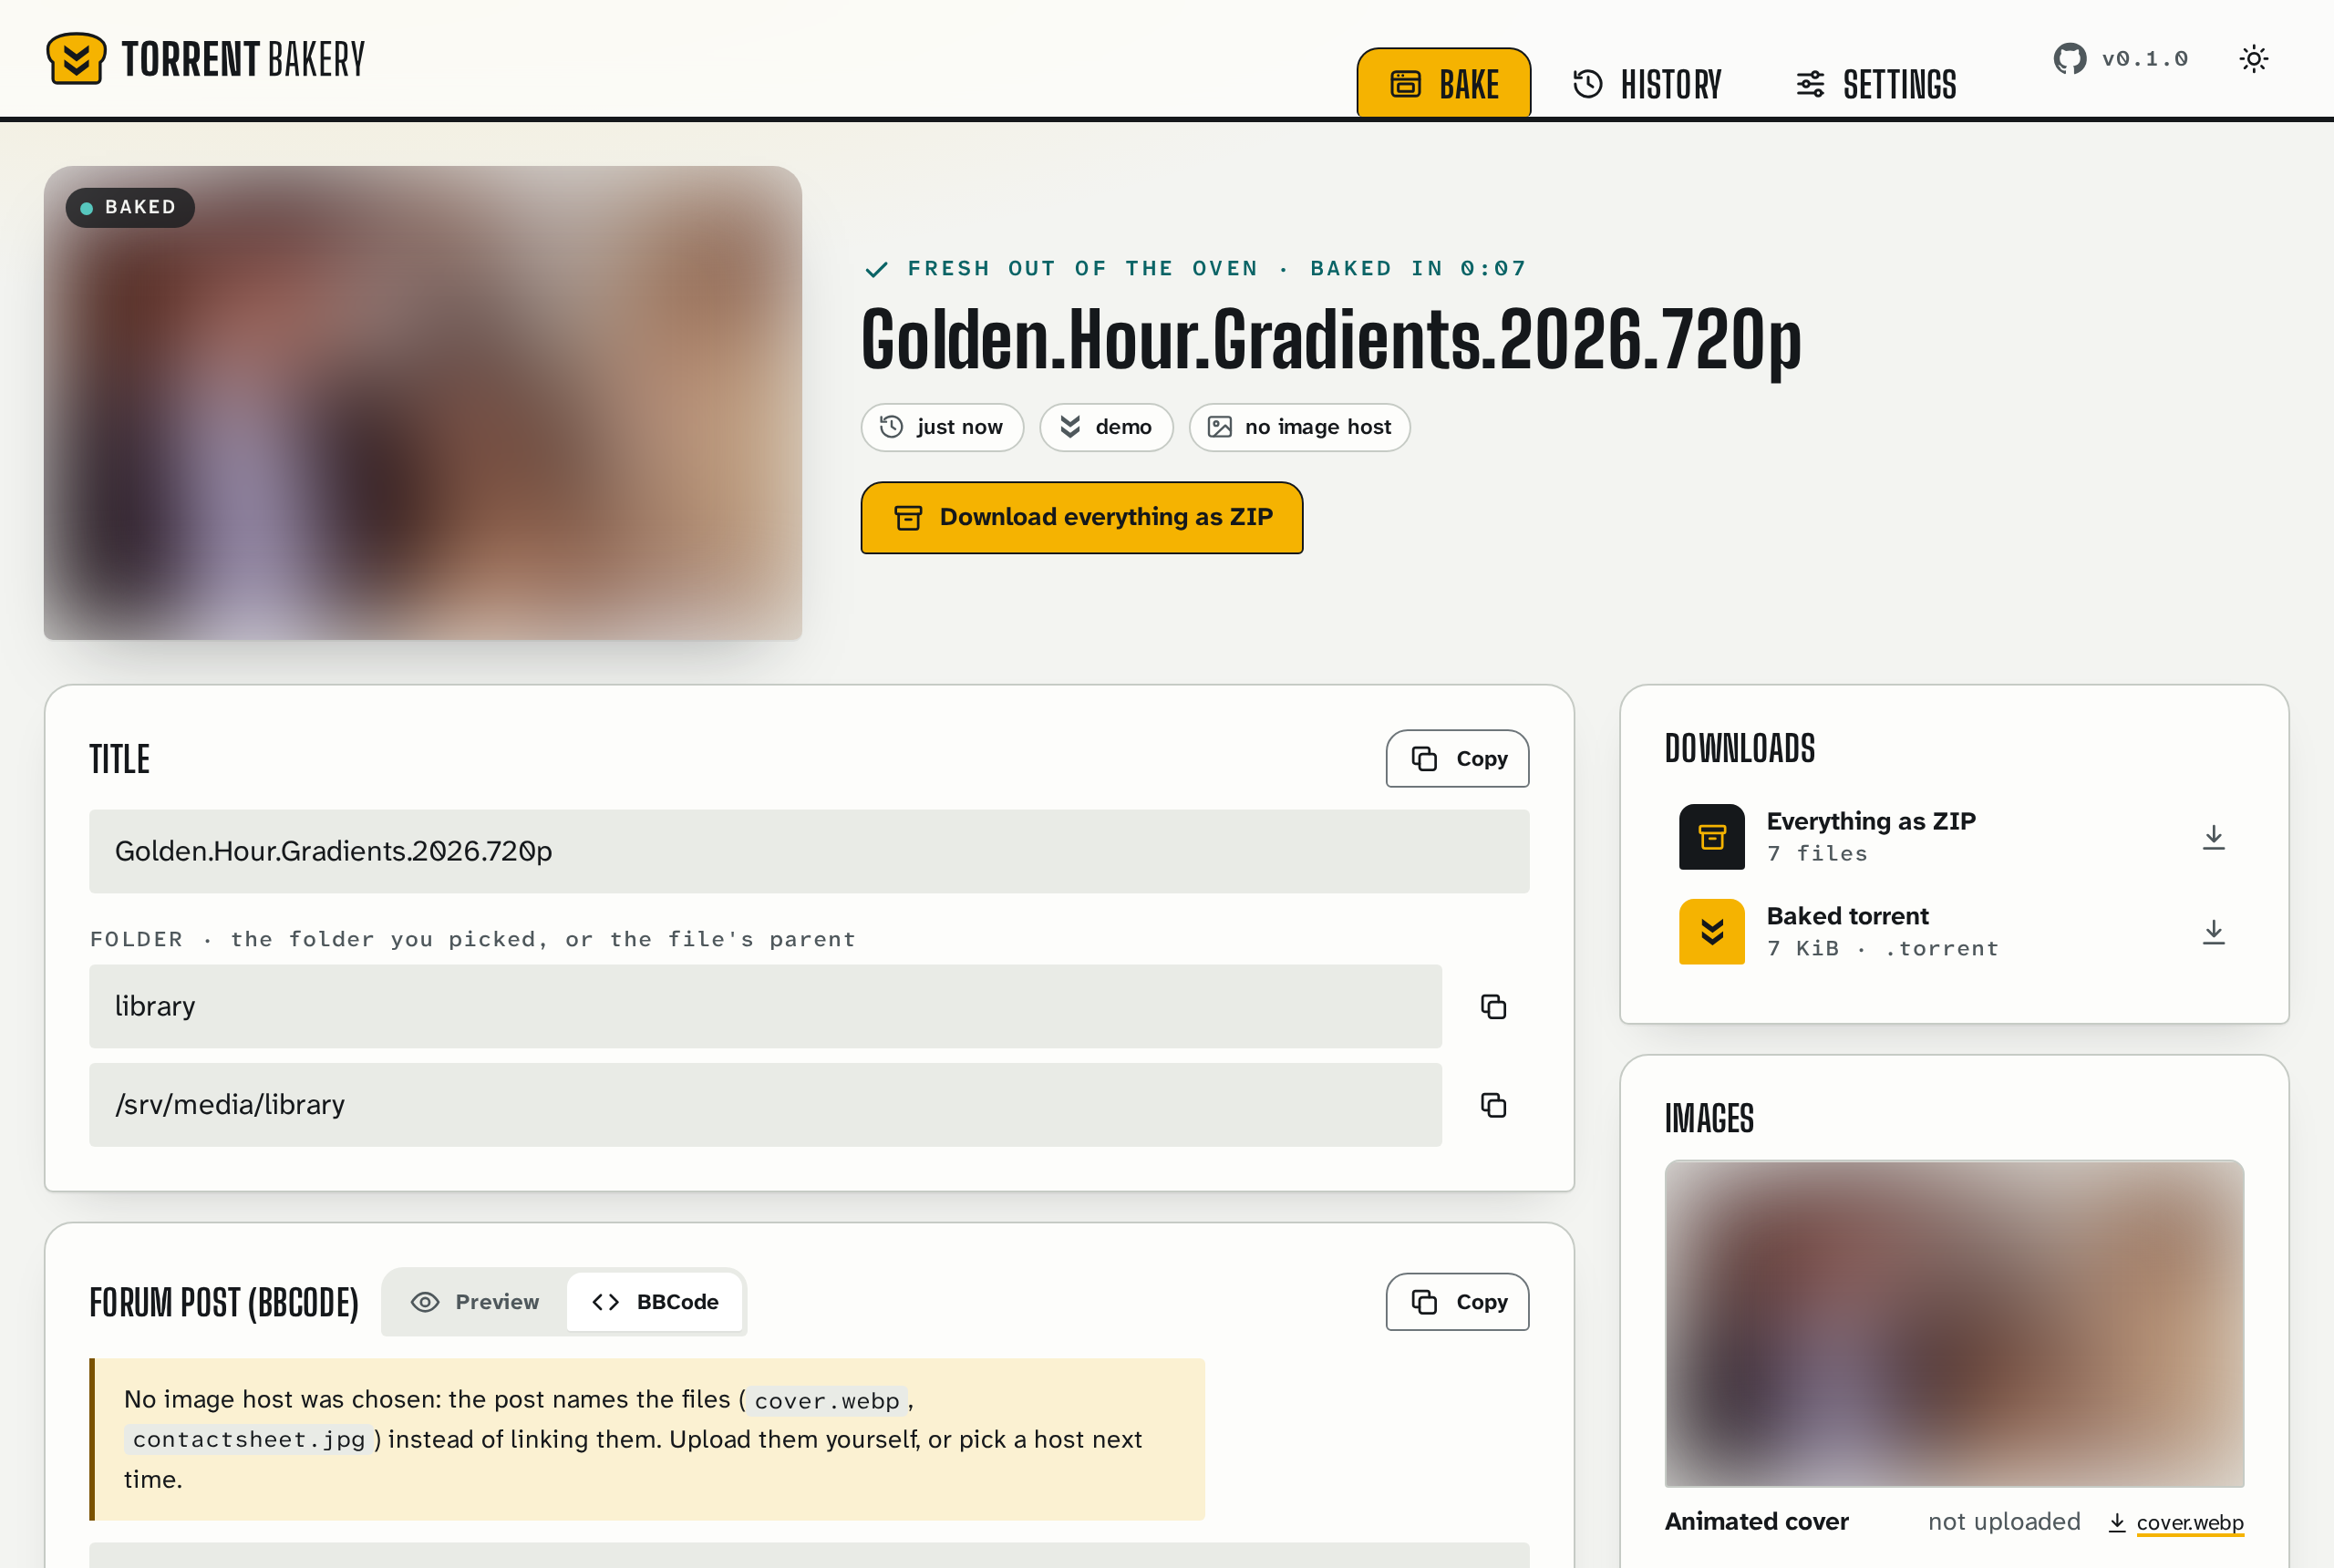 TORRENT BAKERY
BAKE
HISTORY
SETTINGS
v0.1.0
BAKED
FRESH OUT OF THE OVEN · BAKED IN 0:07
Golden.Hour.Gradients.2026.720p
just now
demo
no image host
Download everything as ZIP
TITLE
Copy
Golden.Hour.Gradients.2026.720p
FOLDER · the folder you picked, or the file's parent
library
/srv/media/library
FORUM POST (BBCODE)
Preview
BBCode
Copy
No image host was chosen: the post names the files (cover.webp,
contactsheet.jpg) instead of linking them. Upload them yourself, or pick a host next
time.
DOWNLOADS
Everything as ZIP
7 files
Baked torrent
7 KiB · .torrent
IMAGES
Animated cover
not uploaded
cover.webp